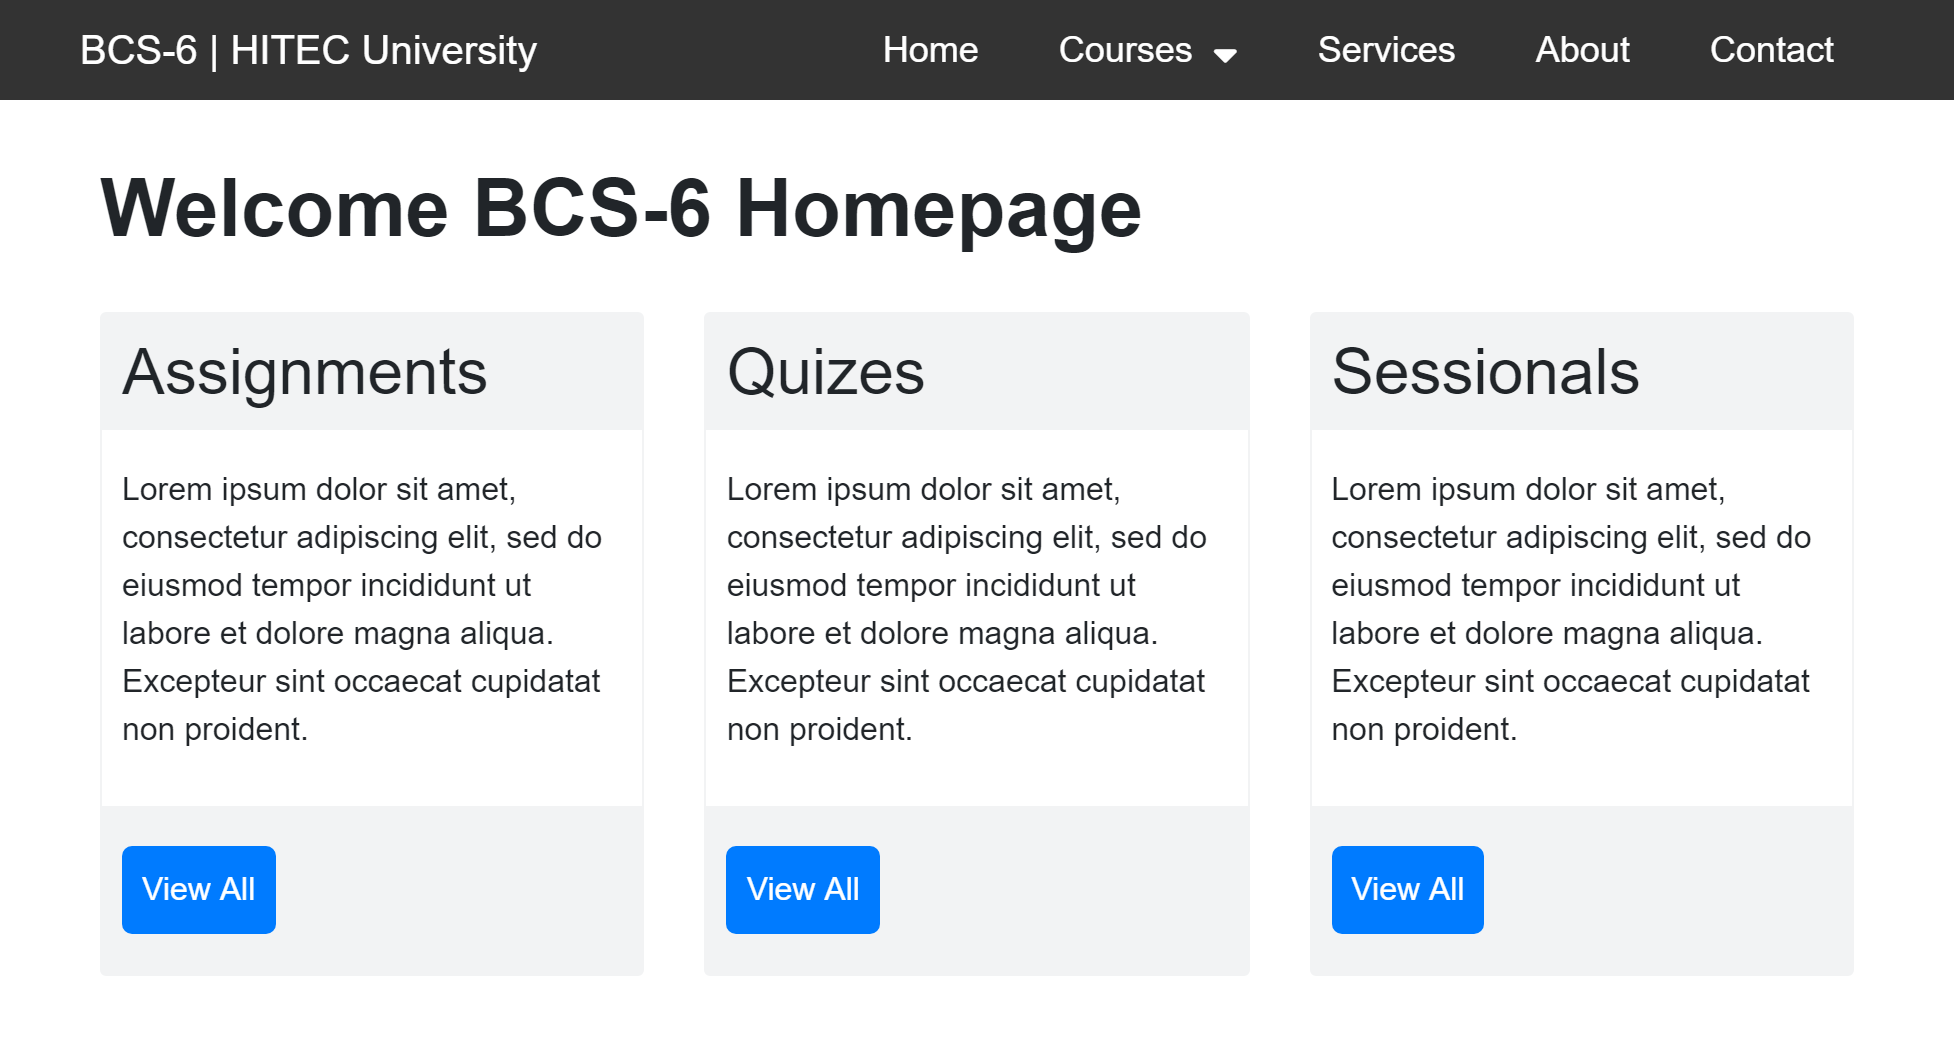 BCS-6 | HITEC University
Home
Courses
Services
About
Contact
Welcome BCS-6 Homepage
Assignments
Lorem ipsum dolor sit amet,
consectetur adipiscing elit, sed do
eiusmod tempor incididunt ut
labore et dolore magna aliqua.
Excepteur sint occaecat cupidatat
non proident.
View All
Quizes
Lorem ipsum dolor sit amet,
consectetur adipiscing elit, sed do
eiusmod tempor incididunt ut
labore et dolore magna aliqua.
Excepteur sint occaecat cupidatat
non proident.
View All
Sessionals
Lorem ipsum dolor sit amet,
consectetur adipiscing elit, sed do
eiusmod tempor incididunt ut
labore et dolore magna aliqua.
Excepteur sint occaecat cupidatat
non proident.
View All